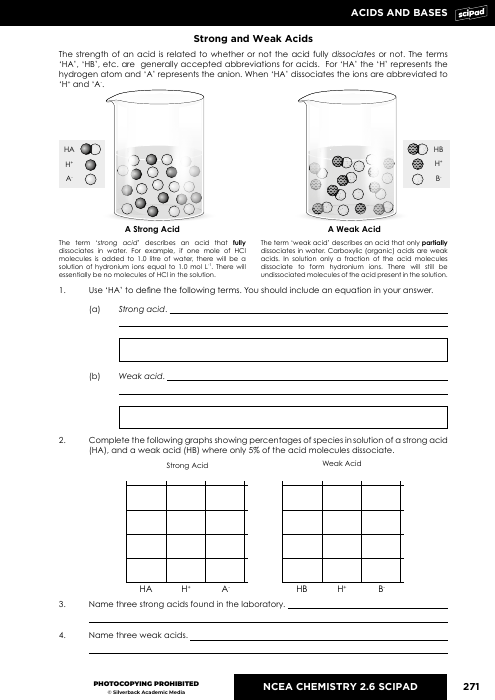 ACIDS AND BASES scipad
Strong and Weak Acids
The strength of an acid is related to whether or not the acid fully dissociates or not. The terms
‘HA’, ‘HB’, etc. are generally accepted abbreviations for acids. For ‘HA’ the ‘H’ represents the
hydrogen atom and ‘A’ represents the anion. When ‘HA’ dissociates the ions are abbreviated to
‘H⁺ and ‘A⁻.
HA
H⁺
A⁻
HB
H⁺
B⁻
A Strong Acid
The term ‘strong acid’ describes an acid that fully
dissociates in water. For example, if one mole of HCl
molecules is added to 1.0 litre of water, there will be a
solution of hydronium ions equal to 1.0 mol L⁻¹. There will
essentially be no molecules of HCl in the solution.
A Weak Acid
The term ‘weak acid’ describes an acid that only partially
dissociates in water. Carboxylic (organic) acids are weak
acids. In solution only a fraction of the acid molecules
dissociate to form hydronium ions. There will still be
undissociated molecules of the acid present in the solution.
1. Use ‘HA’ to define the following terms. You should include an equation in your answer.
(a) Strong acid.
(b) Weak acid.
2. Complete the following graphs showing percentages of species in solution of a strong acid
(HA), and a weak acid (HB) where only 5% of the acid molecules dissociate.
Strong Acid
Weak Acid
HA H⁺ A⁻
HB H⁺ B⁻
3. Name three strong acids found in the laboratory.
4. Name three weak acids.
PHOTOCOPYING PROHIBITED
© Silverback Academic Media
NCEA CHEMISTRY 2.6 SCIPAD
271